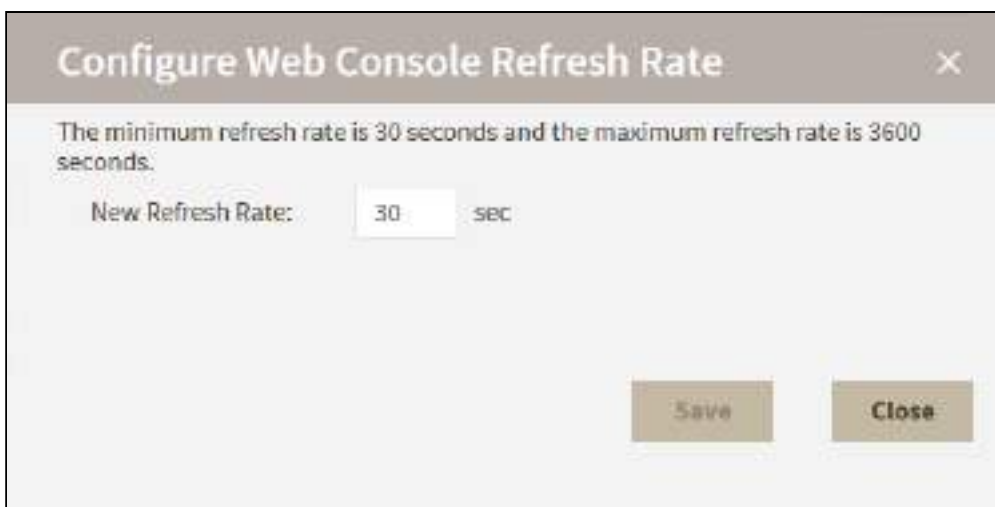 Configure Web Console Refresh Rate ×
The minimum refresh rate is 30 seconds and the maximum refresh rate is 3600
seconds.
New Refresh Rate: 30 sec
Save Close